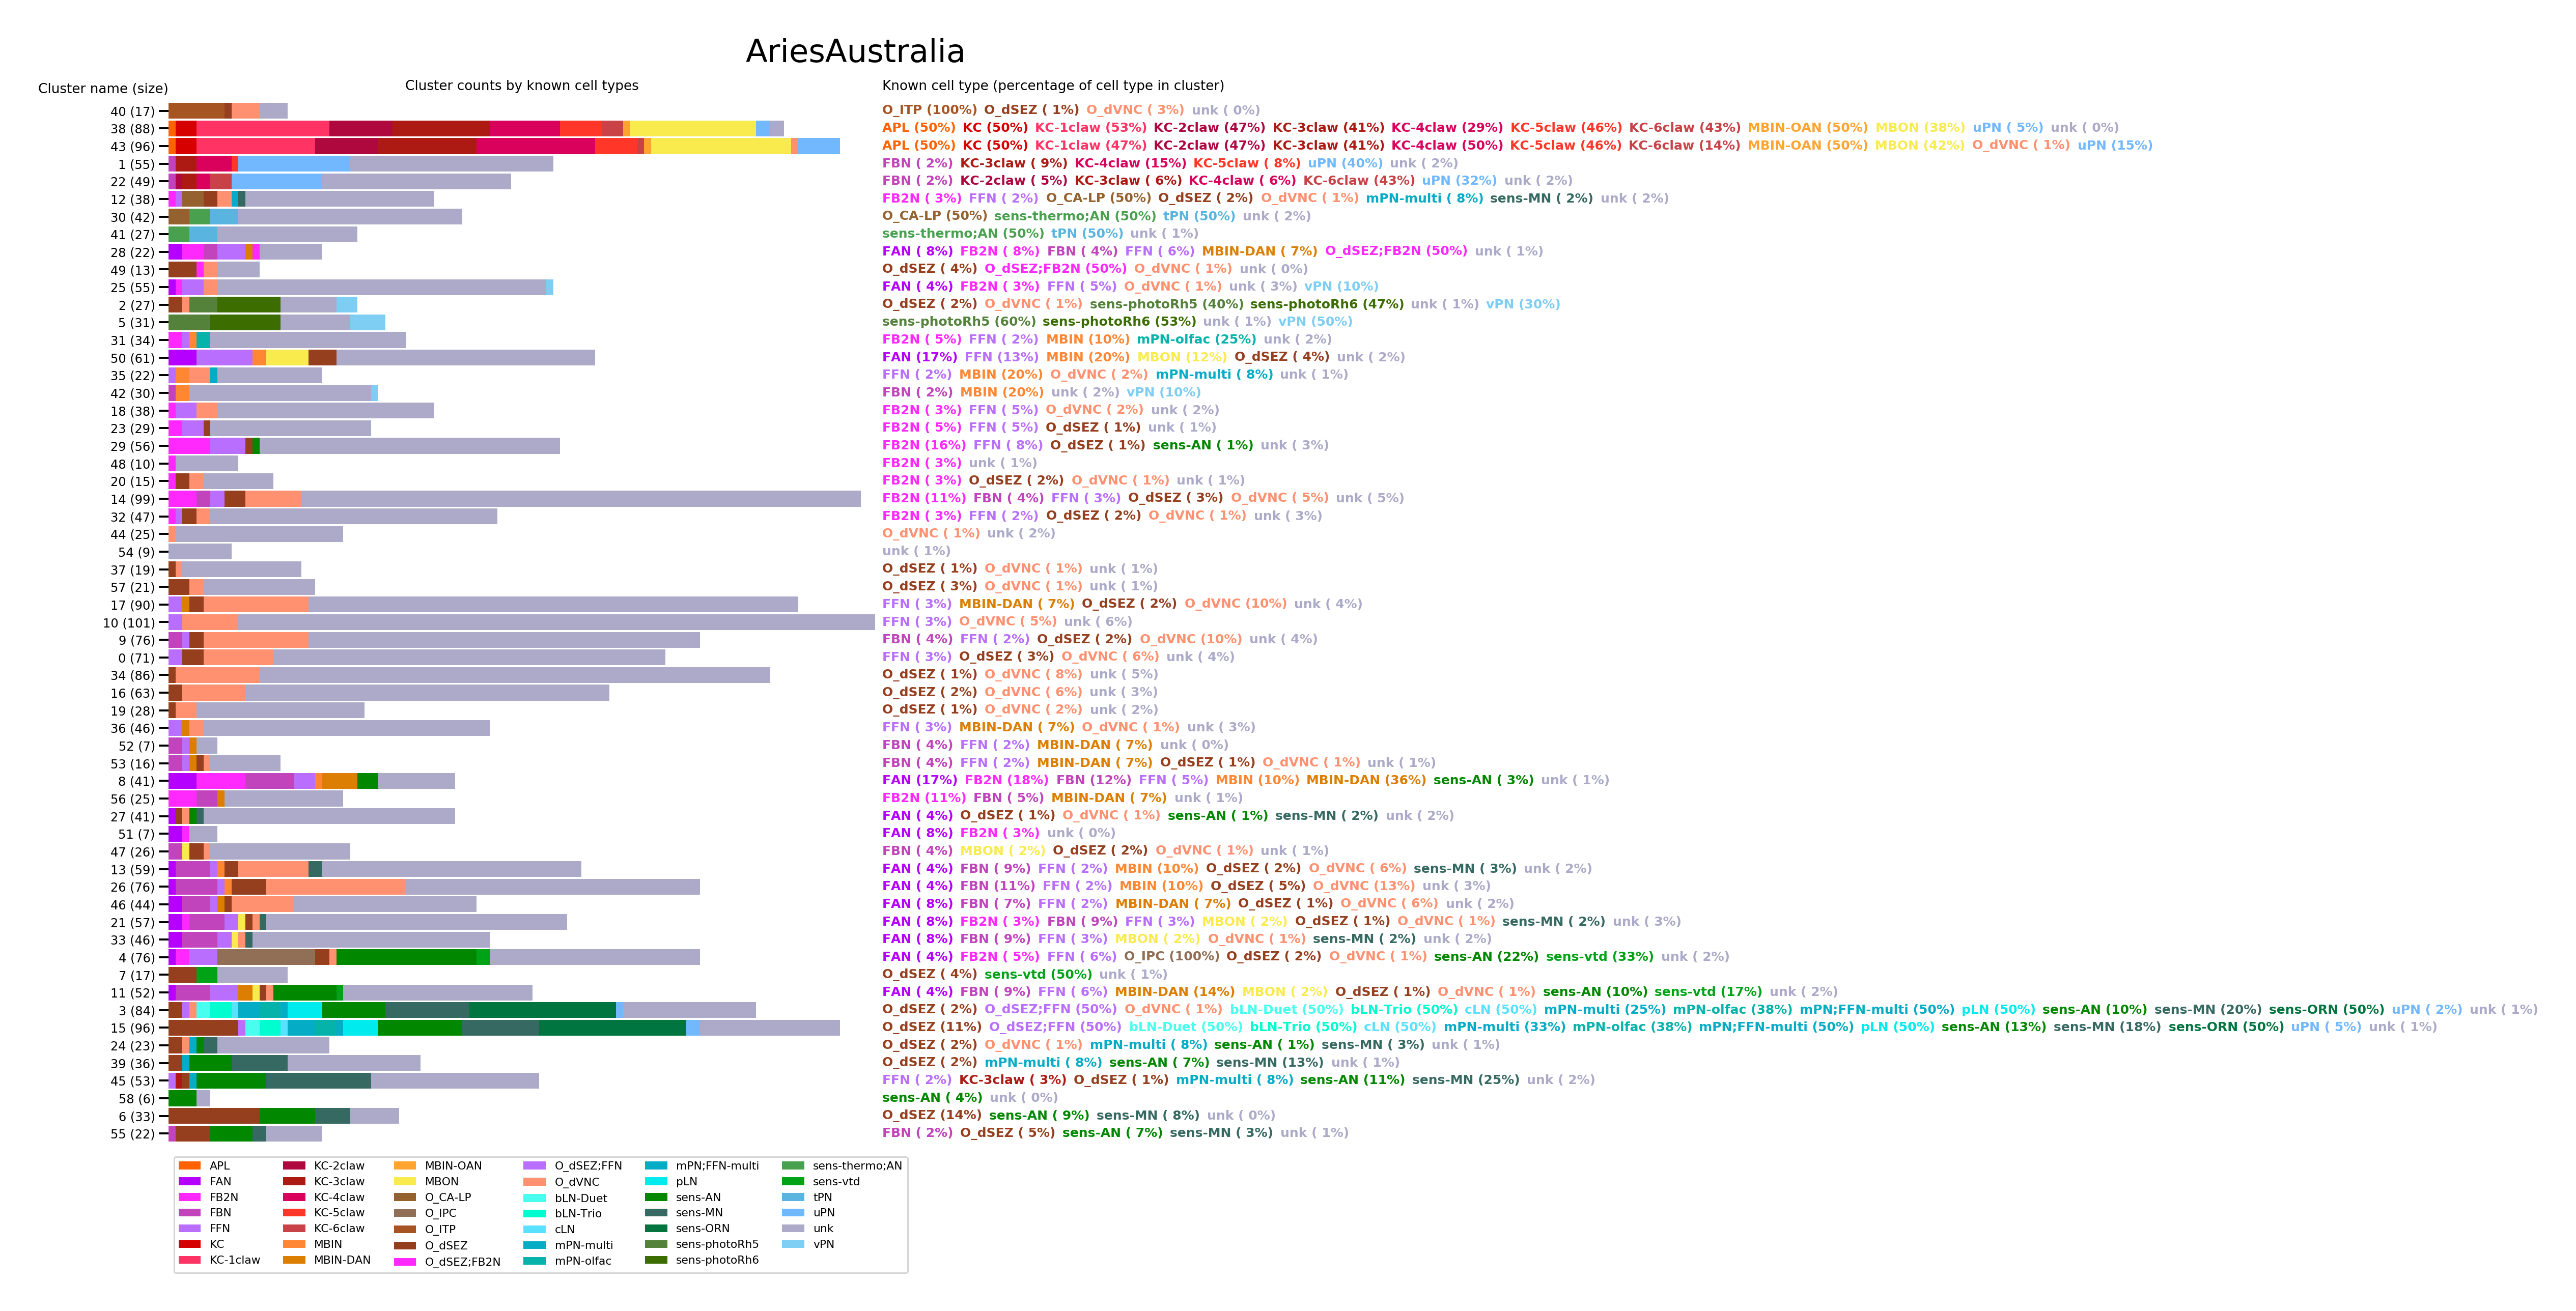 AriesAustralia
Cluster name (size) Cluster counts by known cell types Known cell type (percentage of cell type in cluster)
40 (17) O_ITP (100%) O_dSEZ ( 1%) O_dVNC ( 3%) unk ( 0%)
38 (88) APL (50%) KC (50%) KC-1claw (53%) KC-2claw (47%) KC-3claw (41%) KC-4claw (29%) KC-5claw (46%) KC-6claw (43%) MBIN-OAN (50%) MBON (38%) uPN ( 5%) unk ( 0%)
43 (96) APL (50%) KC (50%) KC-1claw (47%) KC-2claw (47%) KC-3claw (41%) KC-4claw (50%) KC-5claw (46%) KC-6claw (14%) MBIN-OAN (50%) MBON (42%) O_dVNC ( 1%) uPN (15%)
1 (55) FBN ( 2%) KC-3claw ( 9%) KC-4claw (15%) KC-5claw ( 8%) uPN (40%) unk ( 2%)
22 (49) FBN ( 2%) KC-2claw ( 5%) KC-3claw ( 6%) KC-4claw ( 6%) KC-6claw (43%) uPN (32%) unk ( 2%)
12 (38) FB2N ( 3%) FFN ( 2%) O_CA-LP (50%) O_dSEZ ( 2%) O_dVNC ( 1%) mPN-multi ( 8%) sens-MN ( 2%) unk ( 2%)
30 (42) O_CA-LP (50%) sens-thermo;AN (50%) tPN (50%) unk ( 2%)
41 (27) sens-thermo;AN (50%) tPN (50%) unk ( 1%)
28 (22) FAN ( 8%) FB2N ( 8%) FBN ( 4%) FFN ( 6%) MBIN-DAN ( 7%) O_dSEZ;FB2N (50%) unk ( 1%)
49 (13) O_dSEZ ( 4%) O_dSEZ;FB2N (50%) O_dVNC ( 1%) unk ( 0%)
25 (55) FAN ( 4%) FB2N ( 3%) FFN ( 5%) O_dVNC ( 1%) unk ( 3%) vPN (10%)
2 (27) O_dSEZ ( 2%) O_dVNC ( 1%) sens-photoRh5 (40%) sens-photoRh6 (47%) unk ( 1%) vPN (30%)
5 (31) sens-photoRh5 (60%) sens-photoRh6 (53%) unk ( 1%) vPN (50%)
31 (34) FB2N ( 5%) FFN ( 2%) MBIN (10%) mPN-olfac (25%) unk ( 2%)
50 (61) FAN (17%) FFN (13%) MBIN (20%) MBON (12%) O_dSEZ ( 4%) unk ( 2%)
35 (22) FFN ( 2%) MBIN (20%) O_dVNC ( 2%) mPN-multi ( 8%) unk ( 1%)
42 (30) FBN ( 2%) MBIN (20%) unk ( 2%) vPN (10%)
18 (38) FB2N ( 3%) FFN ( 5%) O_dVNC ( 2%) unk ( 2%)
23 (29) FB2N ( 5%) FFN ( 5%) O_dSEZ ( 1%) unk ( 1%)
29 (56) FB2N (16%) FFN ( 8%) O_dSEZ ( 1%) sens-AN ( 1%) unk ( 3%)
48 (10) FB2N ( 3%) unk ( 1%)
20 (15) FB2N ( 3%) O_dSEZ ( 2%) O_dVNC ( 1%) unk ( 1%)
14 (99) FB2N (11%) FBN ( 4%) FFN ( 3%) O_dSEZ ( 3%) O_dVNC ( 5%) unk ( 5%)
32 (47) FB2N ( 3%) FFN ( 2%) O_dSEZ ( 2%) O_dVNC ( 1%) unk ( 3%)
44 (25) O_dVNC ( 1%) unk ( 2%)
54 (9) unk ( 1%)
37 (19) O_dSEZ ( 1%) O_dVNC ( 1%) unk ( 1%)
57 (21) O_dSEZ ( 3%) O_dVNC ( 1%) unk ( 1%)
17 (90) FFN ( 3%) MBIN-DAN ( 7%) O_dSEZ ( 2%) O_dVNC (10%) unk ( 4%)
10 (101) FFN ( 3%) O_dVNC ( 5%) unk ( 6%)
9 (76) FBN ( 4%) FFN ( 2%) O_dSEZ ( 2%) O_dVNC (10%) unk ( 4%)
0 (71) FFN ( 3%) O_dSEZ ( 3%) O_dVNC ( 6%) unk ( 4%)
34 (86) O_dSEZ ( 1%) O_dVNC ( 8%) unk ( 5%)
16 (63) O_dSEZ ( 2%) O_dVNC ( 6%) unk ( 3%)
19 (28) O_dSEZ ( 1%) O_dVNC ( 2%) unk ( 2%)
36 (46) FFN ( 3%) MBIN-DAN ( 7%) O_dVNC ( 1%) unk ( 3%)
52 (7) FBN ( 4%) FFN ( 2%) MBIN-DAN ( 7%) unk ( 0%)
53 (16) FBN ( 4%) FFN ( 2%) MBIN-DAN ( 7%) O_dSEZ ( 1%) O_dVNC ( 1%) unk ( 1%)
8 (41) FAN (17%) FB2N (18%) FBN (12%) FFN ( 5%) MBIN (10%) MBIN-DAN (36%) sens-AN ( 3%) unk ( 1%)
56 (25) FB2N (11%) FBN ( 5%) MBIN-DAN ( 7%) unk ( 1%)
27 (41) FAN ( 4%) O_dSEZ ( 1%) O_dVNC ( 1%) sens-AN ( 1%) sens-MN ( 2%) unk ( 2%)
51 (7) FAN ( 8%) FB2N ( 3%) unk ( 0%)
47 (26) FBN ( 4%) MBON ( 2%) O_dSEZ ( 2%) O_dVNC ( 1%) unk ( 1%)
13 (59) FAN ( 4%) FBN ( 9%) FFN ( 2%) MBIN (10%) O_dSEZ ( 2%) O_dVNC ( 6%) sens-MN ( 3%) unk ( 2%)
26 (76) FAN ( 4%) FBN (11%) FFN ( 2%) MBIN (10%) O_dSEZ ( 5%) O_dVNC (13%) unk ( 3%)
46 (44) FAN ( 8%) FBN ( 7%) FFN ( 2%) MBIN-DAN ( 7%) O_dSEZ ( 1%) O_dVNC ( 6%) unk ( 2%)
21 (57) FAN ( 8%) FB2N ( 3%) FBN ( 9%) FFN ( 3%) MBON ( 2%) O_dSEZ ( 1%) O_dVNC ( 1%) sens-MN ( 2%) unk ( 3%)
33 (46) FAN ( 8%) FBN ( 9%) FFN ( 3%) MBON ( 2%) O_dVNC ( 1%) sens-MN ( 2%) unk ( 2%)
4 (76) FAN ( 4%) FB2N ( 5%) FFN ( 6%) O_IPC (100%) O_dSEZ ( 2%) O_dVNC ( 1%) sens-AN (22%) sens-vtd (33%) unk ( 2%)
7 (17) O_dSEZ ( 4%) sens-vtd (50%) unk ( 1%)
11 (52) FAN ( 4%) FBN ( 9%) FFN ( 6%) MBIN-DAN (14%) MBON ( 2%) O_dSEZ ( 1%) O_dVNC ( 1%) sens-AN (10%) sens-vtd (17%) unk ( 2%)
3 (84) O_dSEZ ( 2%) O_dSEZ;FFN (50%) O_dVNC ( 1%) bLN-Duet (50%) bLN-Trio (50%) cLN (50%) mPN-multi (25%) mPN-olfac (38%) mPN;FFN-multi (50%) pLN (50%) sens-AN (10%) sens-MN (20%) sens-ORN (50%) uPN ( 2%) unk ( 1%)
15 (96) O_dSEZ (11%) O_dSEZ;FFN (50%) bLN-Duet (50%) bLN-Trio (50%) cLN (50%) mPN-multi (33%) mPN-olfac (38%) mPN;FFN-multi (50%) pLN (50%) sens-AN (13%) sens-MN (18%) sens-ORN (50%) uPN ( 5%) unk ( 1%)
24 (23) O_dSEZ ( 2%) O_dVNC ( 1%) mPN-multi ( 8%) sens-AN ( 1%) sens-MN ( 3%) unk ( 1%)
39 (36) O_dSEZ ( 2%) mPN-multi ( 8%) sens-AN ( 7%) sens-MN (13%) unk ( 1%)
45 (53) FFN ( 2%) KC-3claw ( 3%) O_dSEZ ( 1%) mPN-multi ( 8%) sens-AN (11%) sens-MN (25%) unk ( 2%)
58 (6) sens-AN ( 4%) unk ( 0%)
6 (33) O_dSEZ (14%) sens-AN ( 9%) sens-MN ( 8%) unk ( 0%)
55 (22) FBN ( 2%) O_dSEZ ( 5%) sens-AN ( 7%) sens-MN ( 3%) unk ( 1%)
APL KC-2claw MBIN-OAN O_dSEZ;FFN mPN;FFN-multi sens-thermo;AN
FAN KC-3claw MBON O_dVNC pLN sens-vtd
FB2N KC-4claw O_CA-LP bLN-Duet sens-AN tPN
FBN KC-5claw O_IPC bLN-Trio sens-MN uPN
FFN KC-6claw O_ITP cLN sens-ORN unk
KC MBIN O_dSEZ mPN-multi sens-photoRh5 vPN
KC-1claw MBIN-DAN O_dSEZ;FB2N mPN-olfac sens-photoRh6